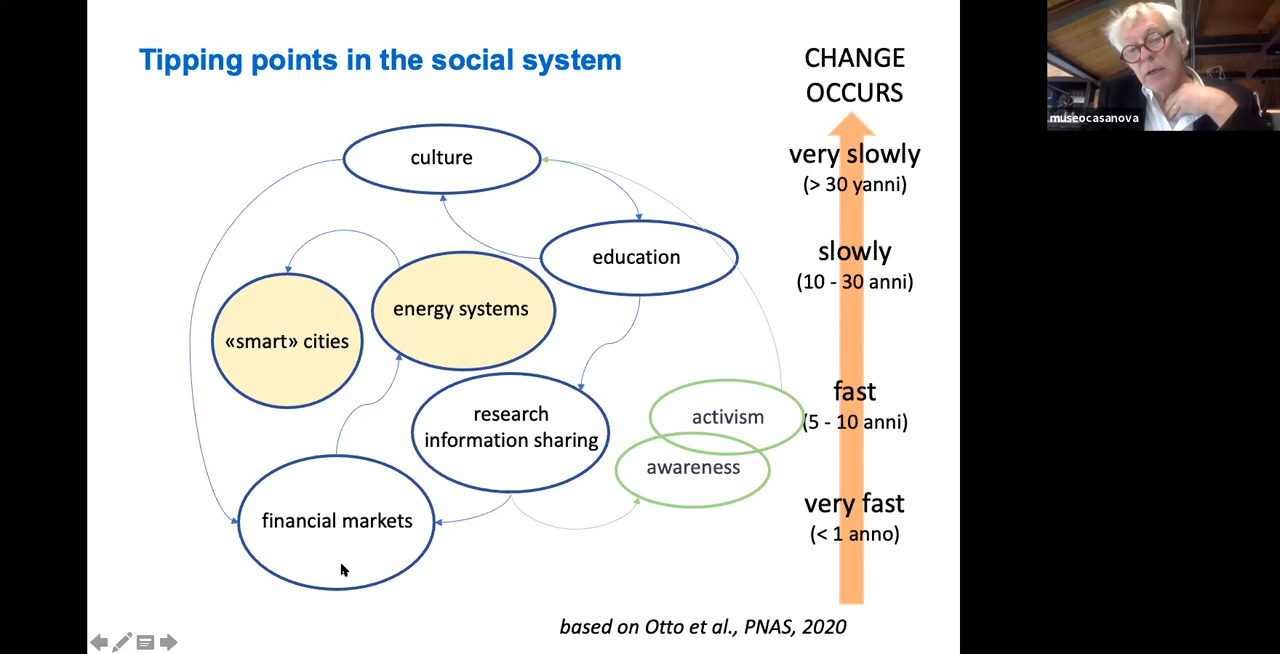 Tipping points in the social system
CHANGE
OCCURS
museocasanova
culture
very slowly
(> 30 yanni)
education
slowly
(10 - 30 anni)
energy systems
«smart» cities
research
information sharing
activism
fast
(5 - 10 anni)
awareness
financial markets
very fast
(< 1 anno)
based on Otto et al., PNAS, 2020